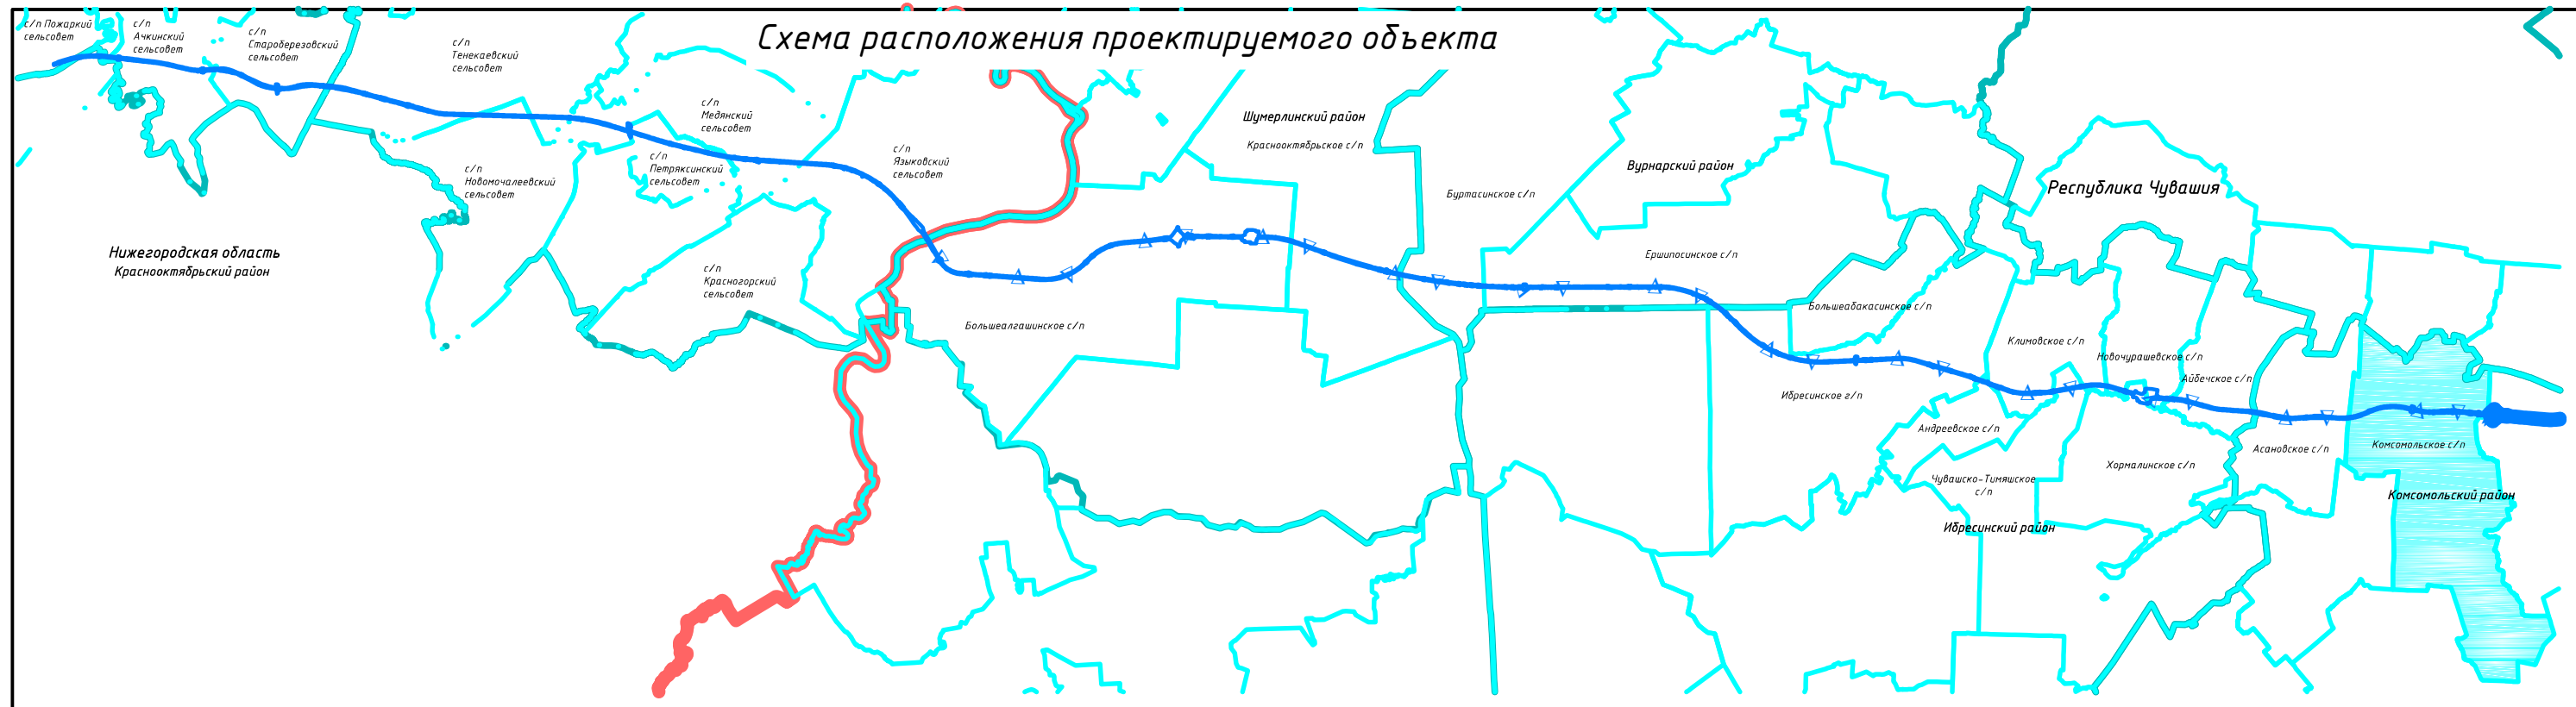 Схема расположения проектируемого объекта
с/п Пожаркий
сельсовет
с/п
Ачкинский
сельсовет
с/п
Староберезовский
сельсовет
с/п
Тенекаевский
сельсовет
с/п
Медянский
сельсовет
с/п
Петряксинский
сельсовет
с/п
Языковский
сельсовет
с/п
Новомочалеевский
сельсовет
Нижегородская область
Краснооктябрьский район
с/п
Красногорский
сельсовет
Большеалгашинское с/п
Шумерлинский район
Краснооктябрьское с/п
Буртасинское с/п
Вурнарский район
Ершипосинское с/п
Республика Чувашия
Большеабакасинское с/п
Климовское с/п
Новочурашевское с/п
Айбечское с/п
Ибресинское г/п
Андреевское с/п
Чувашско-Тимяшское
с/п
Хормалинское с/п
Асановское с/п
Комсомольское с/п
Комсомольский район
Ибресинский район